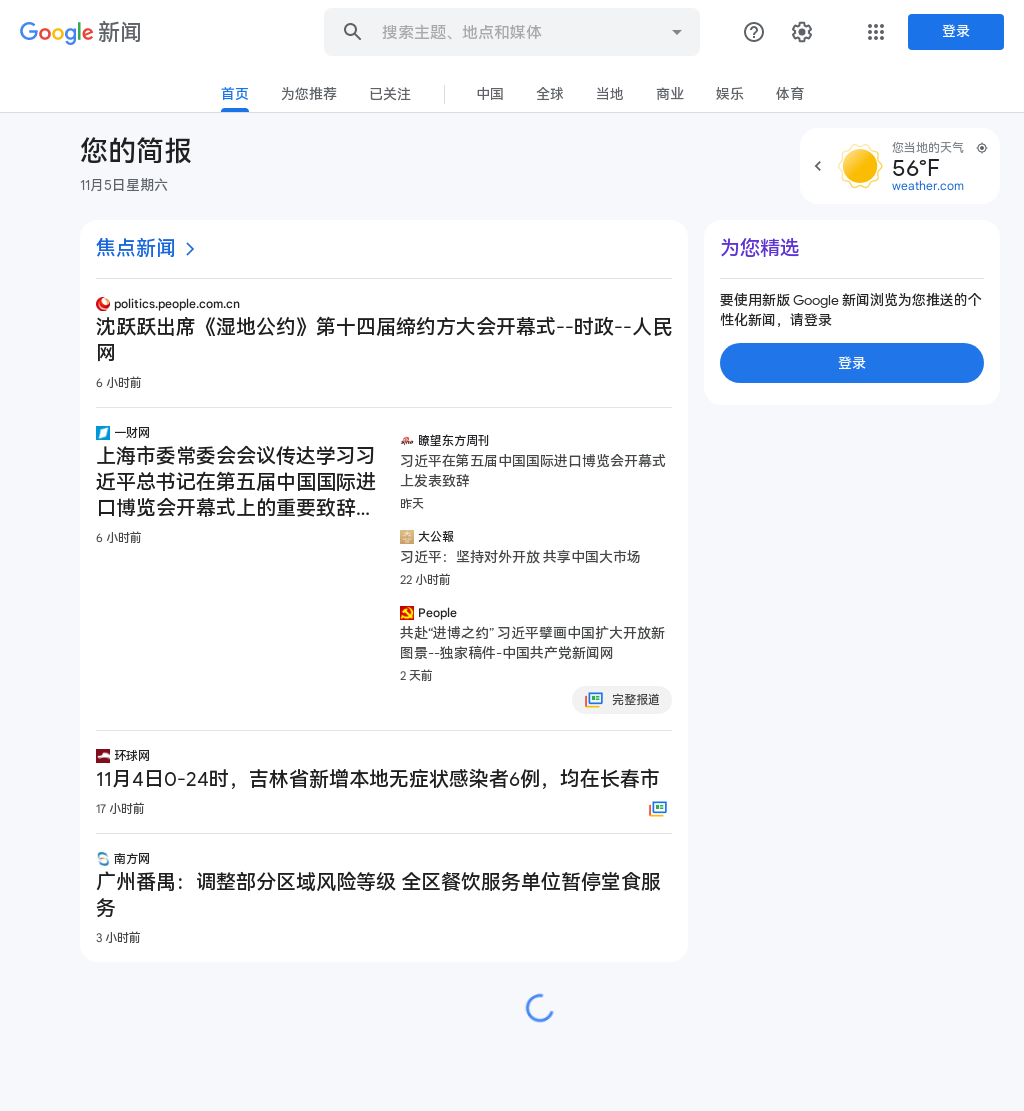 Google 新闻
搜索主题、地点和媒体
登录
首页 为您推荐 已关注 中国 全球 当地 商业 娱乐 体育
您的简报
11月5日星期六
您当地的天气
56°F
weather.com
焦点新闻
politics.people.com.cn
沈跃跃出席《湿地公约》第十四届缔约方大会开幕式--时政--人民
网
6 小时前
一财网
上海市委常委会会议传达学习习
近平总书记在第五届中国国际进
口博览会开幕式上的重要致辞...
6 小时前
瞭望东方周刊
习近平在第五届中国国际进口博览会开幕式
上发表致辞
昨天
大公報
习近平：坚持对外开放 共享中国大市场
22 小时前
People
共赴“进博之约” 习近平擘画中国扩大开放新
图景--独家稿件-中国共产党新闻网
2 天前
完整报道
环球网
11月4日0-24时，吉林省新增本地无症状感染者6例，均在长春市
17 小时前
南方网
广州番禺：调整部分区域风险等级 全区餐饮服务单位暂停堂食服
务
3 小时前
为您精选
要使用新版 Google 新闻浏览为您推送的个
性化新闻，请登录
登录